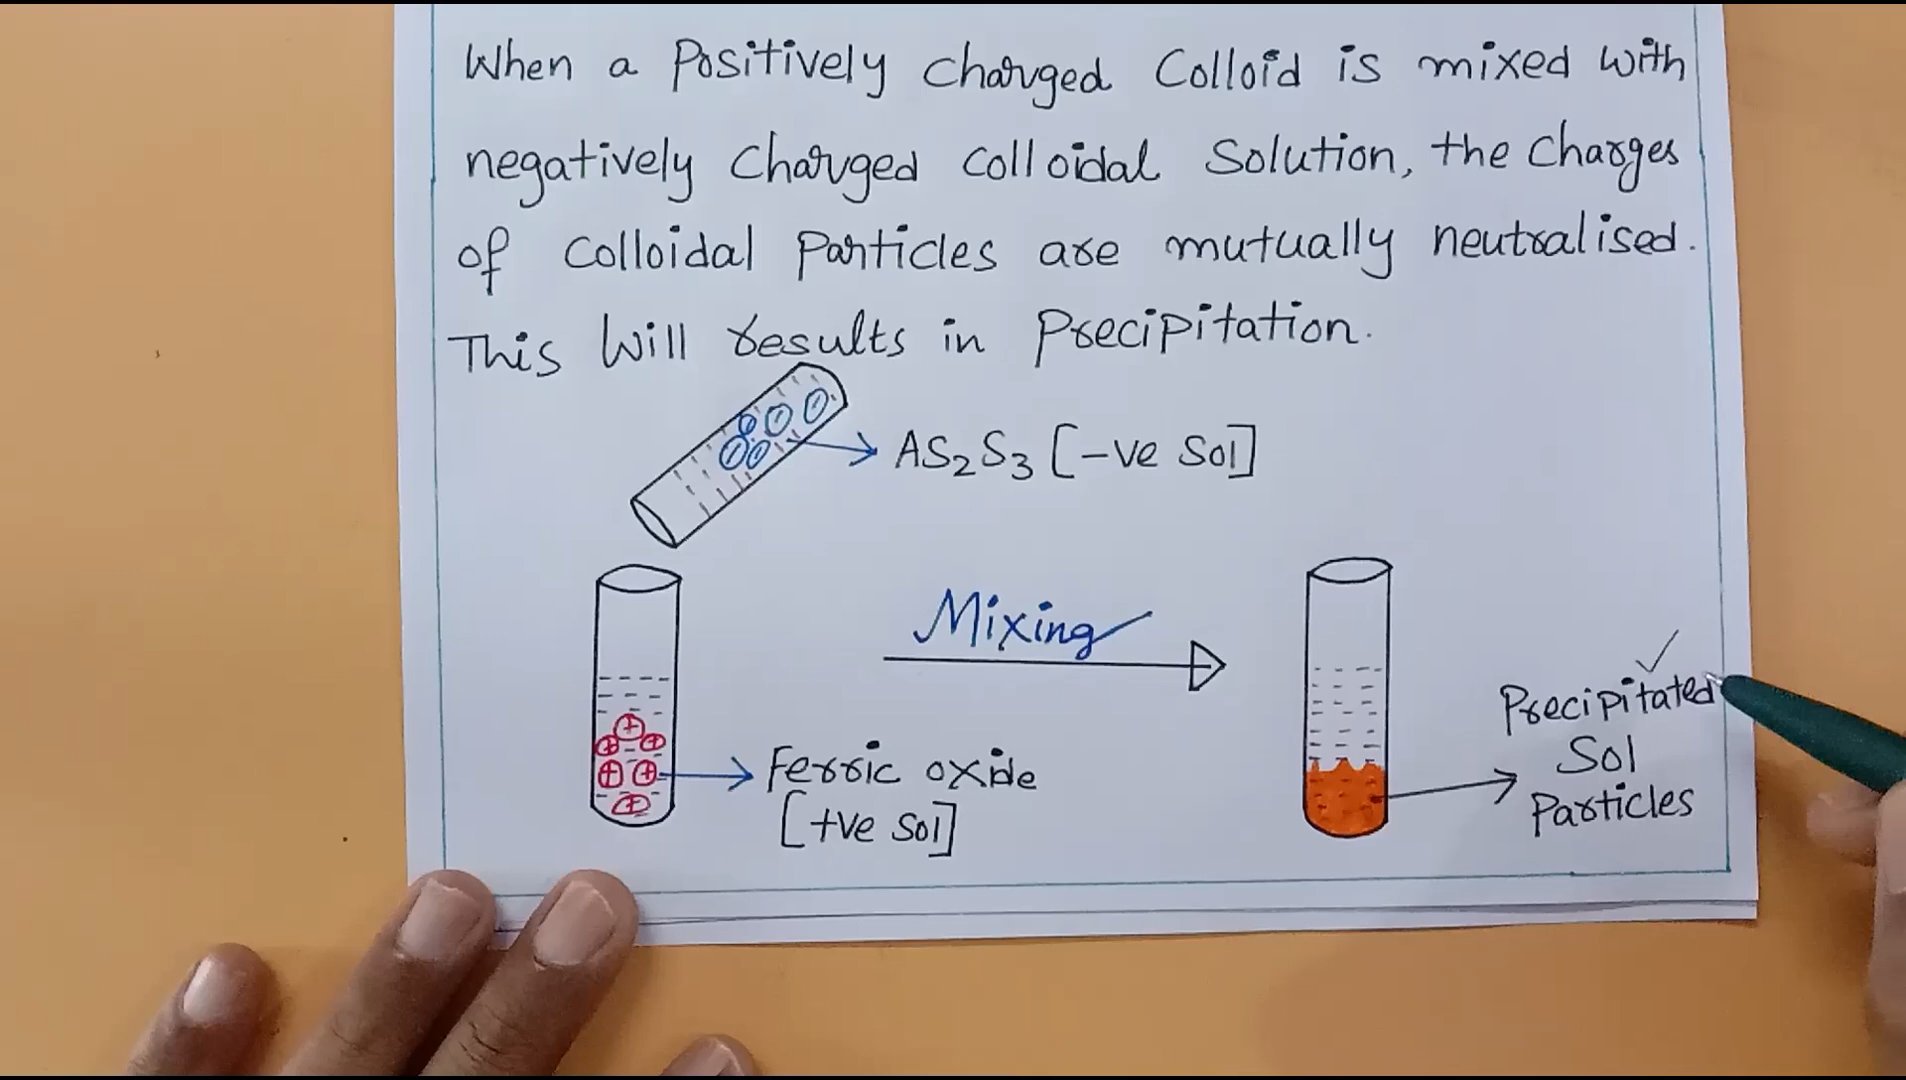 When a Positively charged Colloid is mixed with
negatively charged colloidal Solution, the charges
of colloidal Particles are mutually neutralised.
This Will results in Precipitation.
AS₂S₃ [-ve Sol]
Mixing
Precipitated
Sol
Particles
Ferric oxide
[+ve Sol]